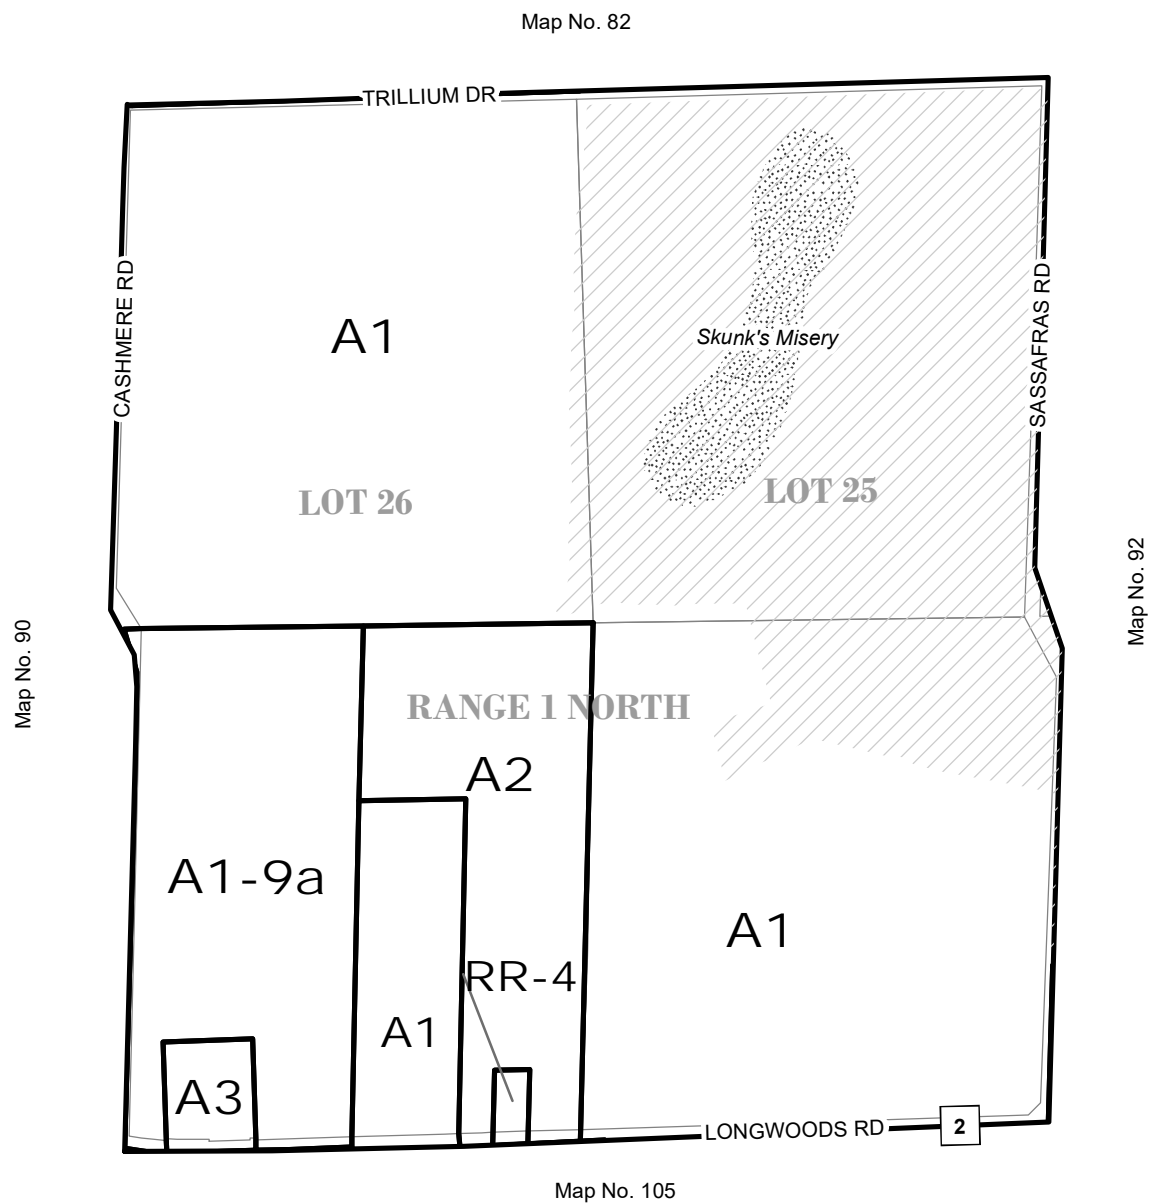 Map No. 82
TRILLIUM DR
CASHMERE RD
SASSAFRAS RD
A1
Skunk's Misery
LOT 26
LOT 25
Map No. 92
Map No. 90
RANGE 1 NORTH
A2
A1-9a
A1
RR-4
A1
A3
LONGWOODS RD
2
Map No. 105